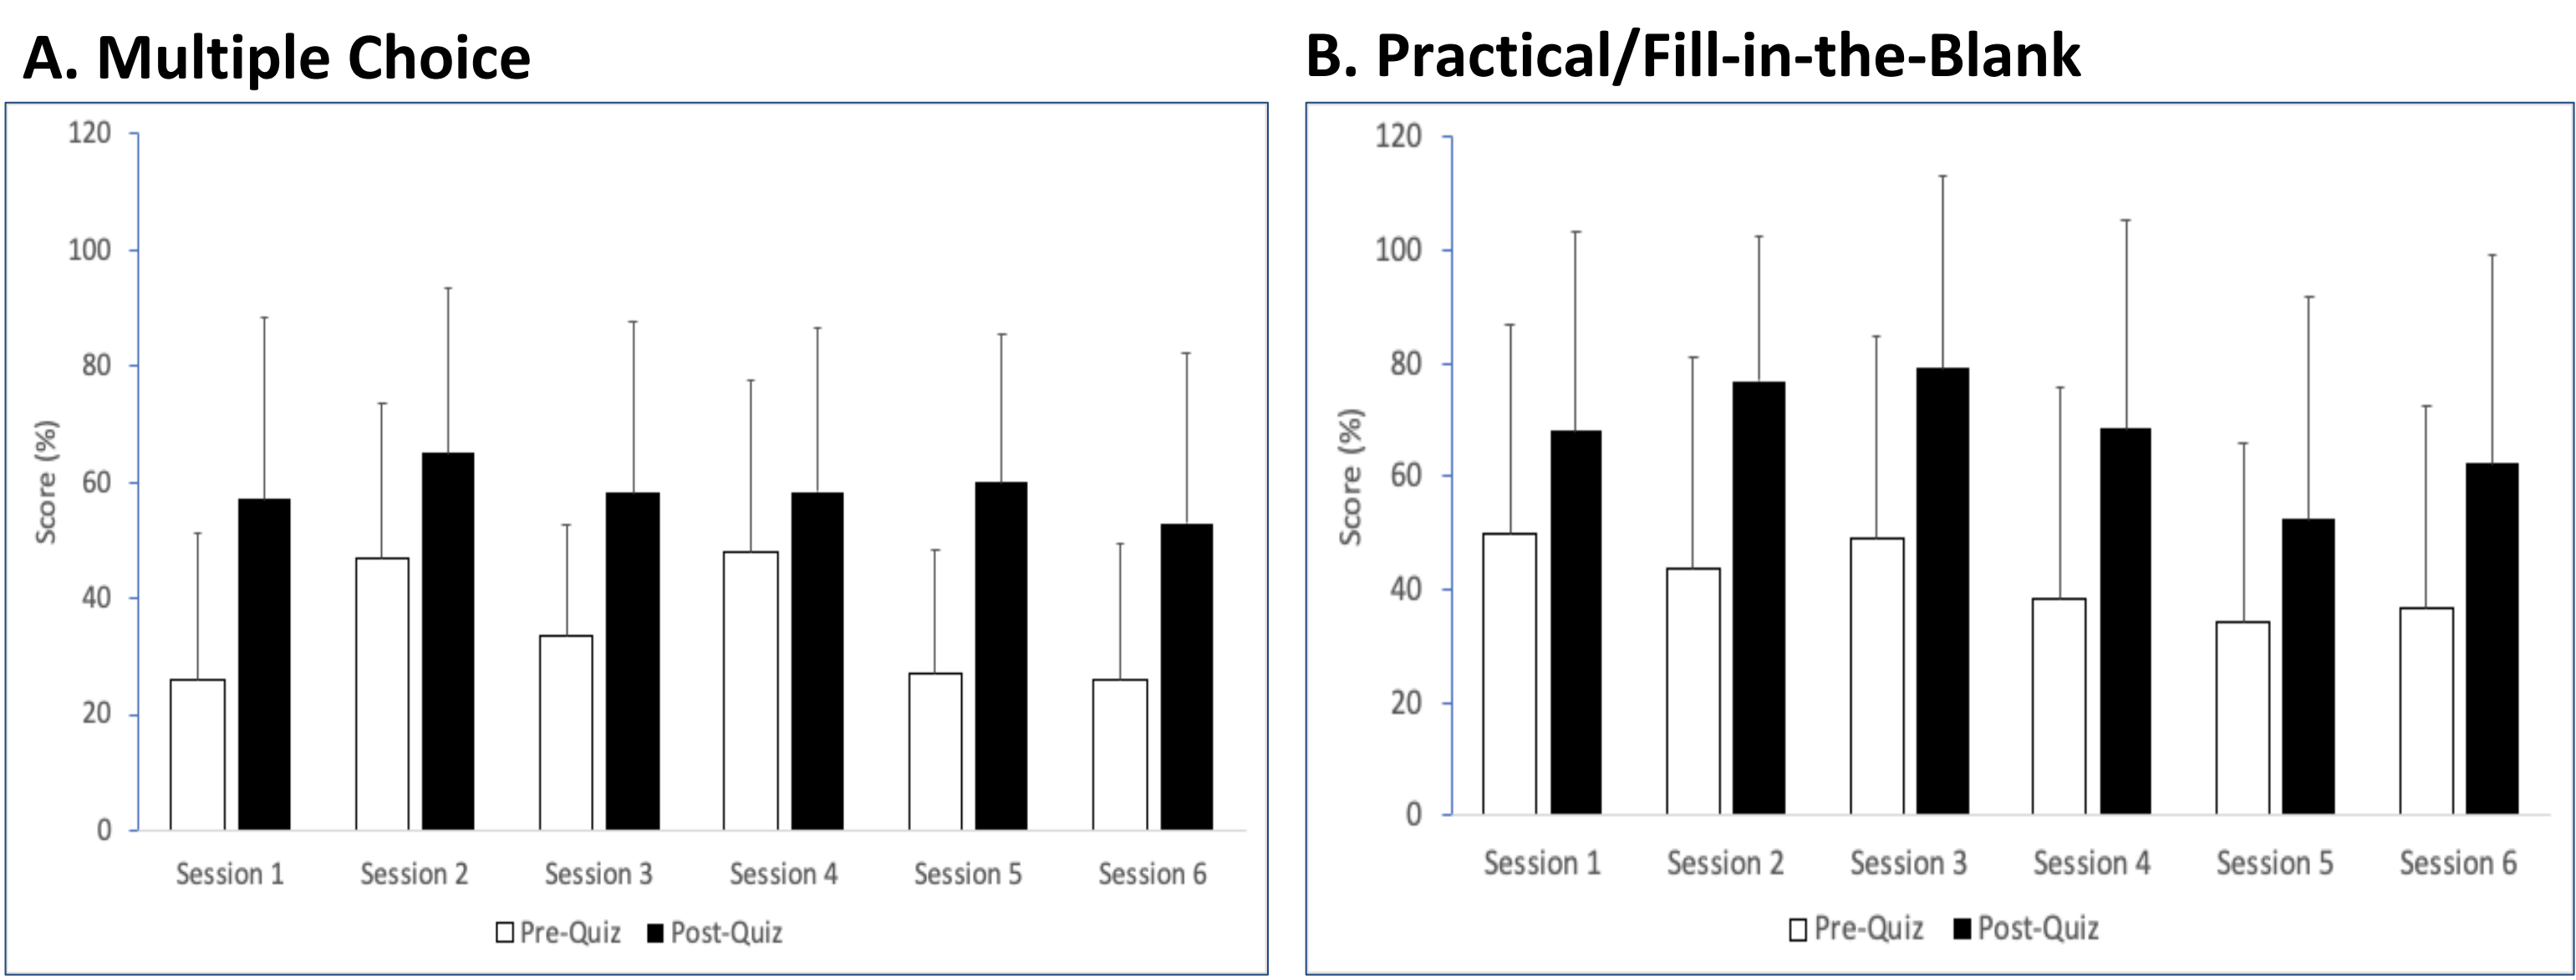 A. Multiple Choice
120
100
80
60
40
20
0
Score (%)
Session 1 Session 2 Session 3 Session 4 Session 5 Session 6
Pre-Quiz Post-Quiz
B. Practical/Fill-in-the-Blank
120
100
80
60
40
20
0
Score (%)
Session 1 Session 2 Session 3 Session 4 Session 5 Session 6
Pre-Quiz Post-Quiz